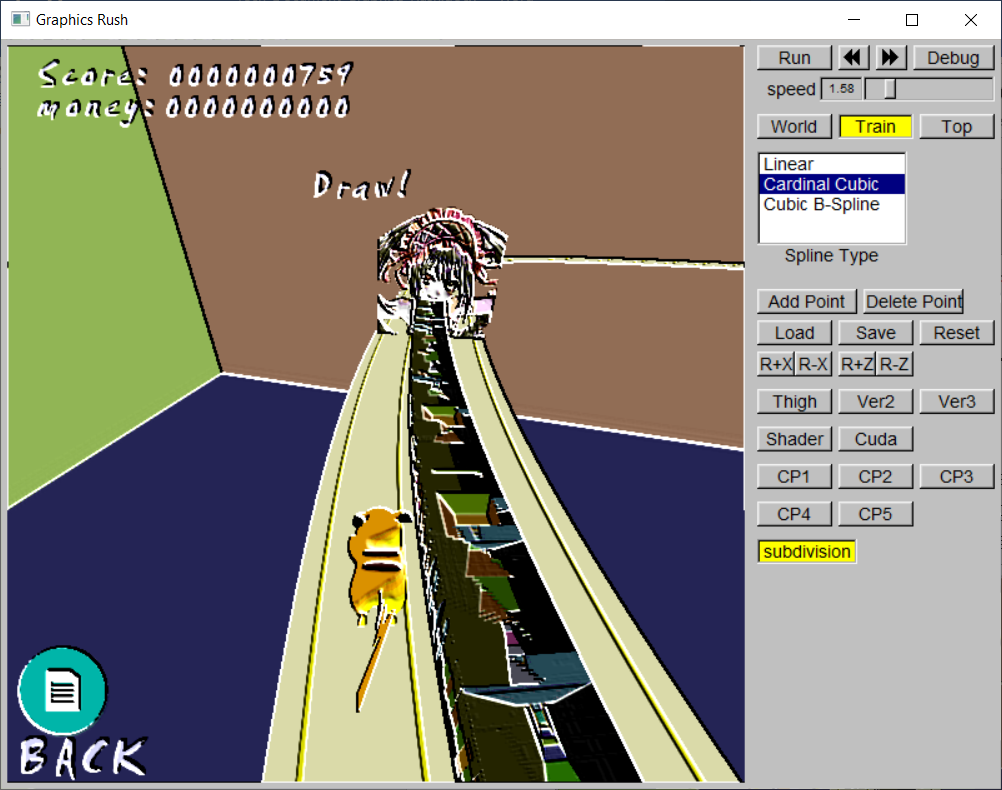 Graphics Rush
Score: 0000000759
money:0000000000
Draw!
BACK
Run Debug
speed 1.58
World Train Top
Linear
Cardinal Cubic
Cubic B-Spline
Spline Type
Add Point Delete Point
Load Save Reset
R+X R-X R+Z R-Z
Thigh Ver2 Ver3
Shader Cuda
CP1 CP2 CP3
CP4 CP5
subdivision